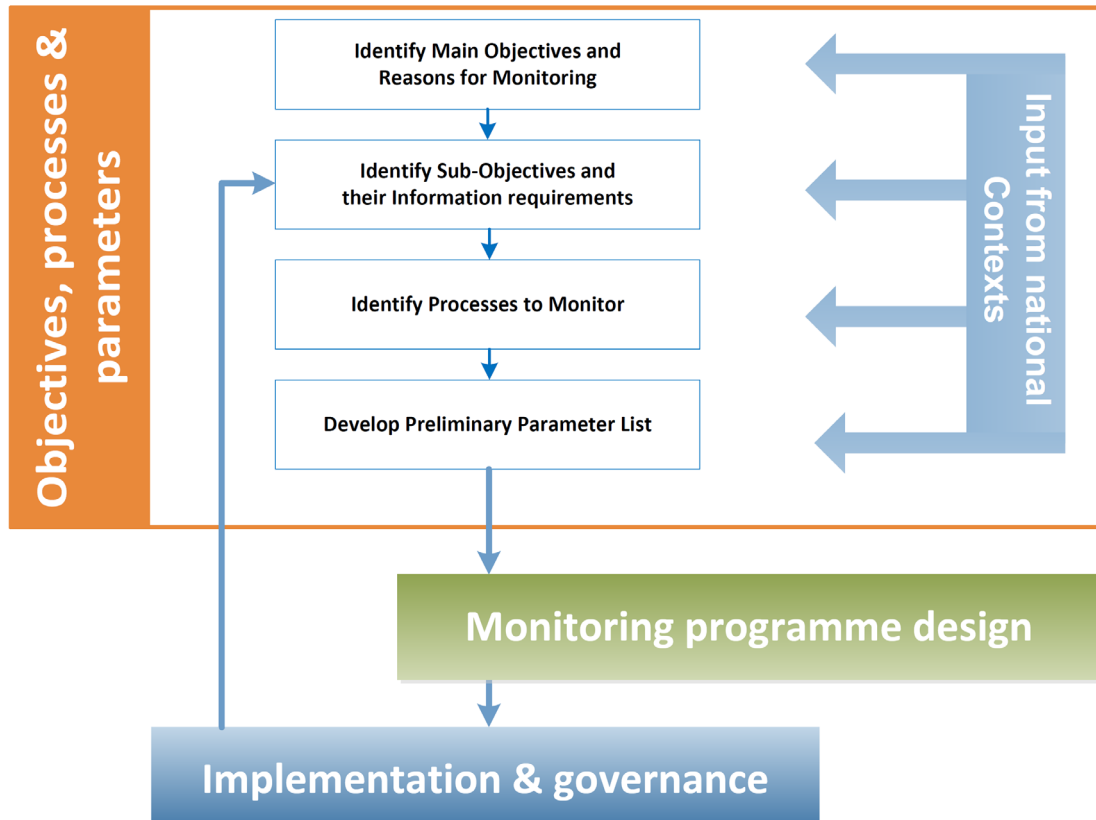 Objectives, processes &
parameters
Identify Main Objectives and
Reasons for Monitoring
Identify Sub-Objectives and
their Information requirements
Identify Processes to Monitor
Develop Preliminary Parameter List
Input from national
Contexts
Monitoring programme design
Implementation & governance